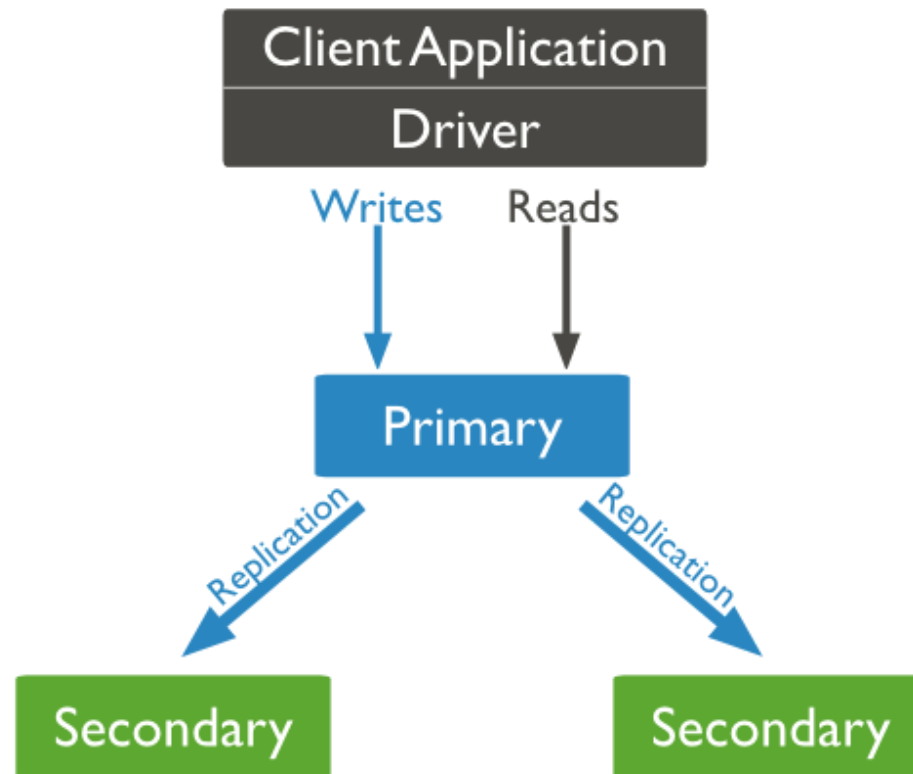 Client Application
Driver
Writes
Reads
Primary
Replication
Replication
Secondary
Secondary